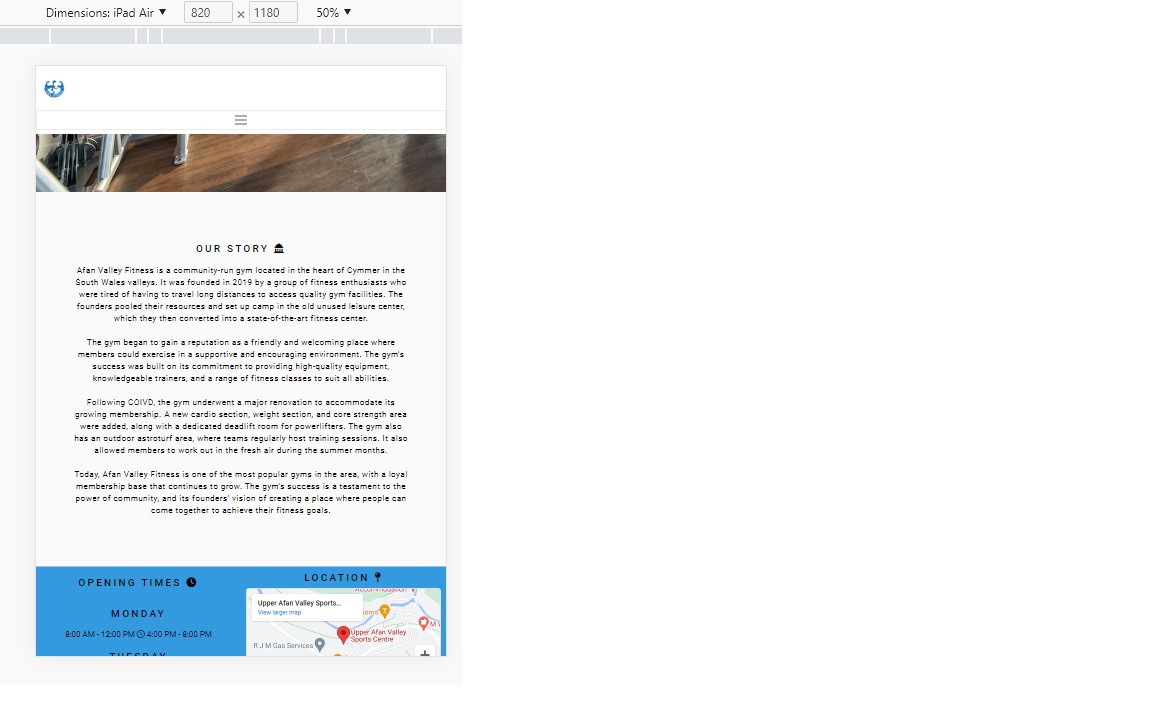 Dimensions: iPad Air ▼ 820 × 1180 50% ▼
OUR STORY
Afan Valley Fitness is a community-run gym located in the heart of Cymmer in the
South Wales valleys. It was founded in 2019 by a group of fitness enthusiasts who
were tired of having to travel long distances to access quality gym facilities. The
founders pooled their resources and set up camp in the old unused leisure center,
which they then converted into a state-of-the-art fitness center.
The gym began to gain a reputation as a friendly and welcoming place where
members could exercise in a supportive and encouraging environment. The gym's
success was built on its commitment to providing high-quality equipment,
knowledgeable trainers, and a range of fitness classes to suit all abilities.
Following COIVD, the gym underwent a major renovation to accommodate its
growing membership. A new cardio section, weight section, and core strength area
were added, along with a dedicated deadlift room for powerlifters. The gym also
has an outdoor astroturf area, where teams regularly host training sessions. It also
allowed members to work out in the fresh air during the summer months.
Today, Afan Valley Fitness is one of the most popular gyms in the area, with a loyal
membership base that continues to grow. The gym's success is a testament to the
power of community, and its founders' vision of creating a place where people can
come together to achieve their fitness goals.
OPENING TIMES
MONDAY
8:00 AM - 12:00 PM 4:00 PM - 8:00 PM
TUESDAY
LOCATION
Accommodation
Upper Afan Valley Sports...
View larger map
ooms
M W
Upper Afan Valley
Sports Centre
R J M Gas Services
+